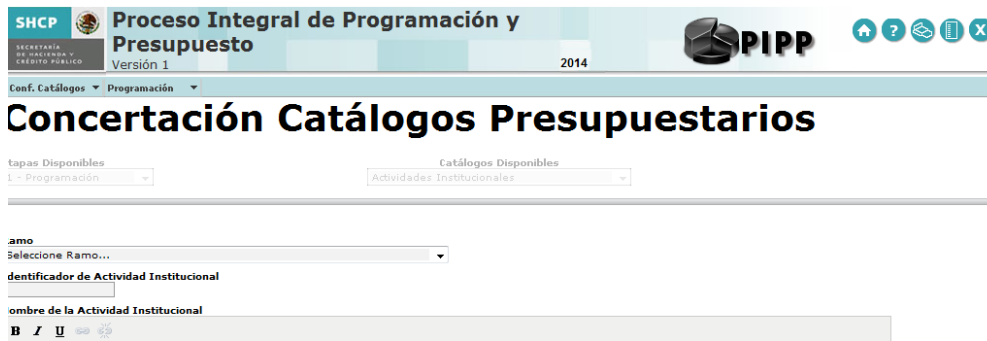 SHCP
SECRETARÍA
DE HACIENDA Y
CRÉDITO PÚBLICO
Proceso Integral de Programación y
Presupuesto
Versión 1
2014
PIPP
Conf. Catálogos Programación
Concertación Catálogos Presupuestarios
tapas Disponibles Catálogos Disponibles
1 - Programación Actividades Institucionales
amo
Seleccione Ramo...
dentificador de Actividad Institucional
ombre de la Actividad Institucional
B I U